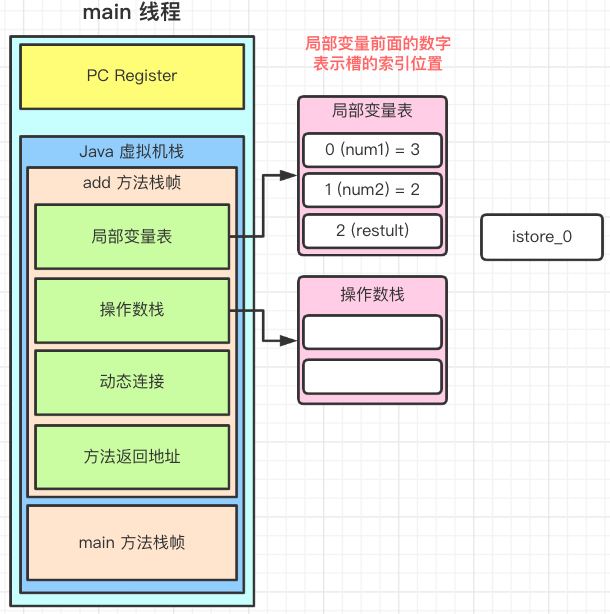 main 线程
PC Register
Java 虚拟机栈
add 方法栈帧
局部变量表
操作数栈
动态连接
方法返回地址
main 方法栈帧
局部变量前面的数字
表示槽的索引位置
局部变量表
0 (num1) = 3
1 (num2) = 2
2 (restult)
操作数栈
istore_0